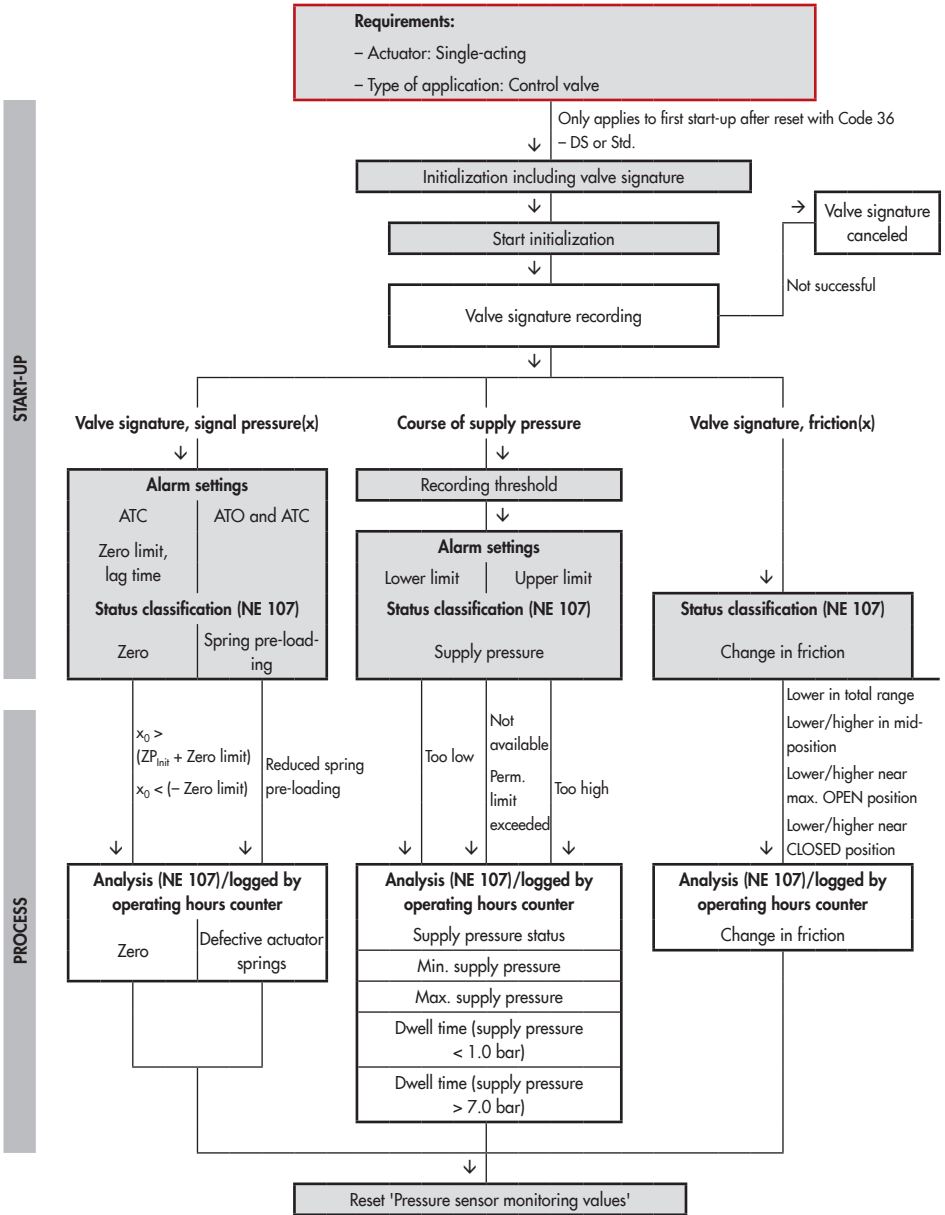 Requirements:
– Actuator: Single-acting
– Type of application: Control valve
Only applies to first start-up after reset with Code 36
– DS or Std.
Initialization including valve signature
Start initialization
Valve signature
canceled
Not successful
Valve signature recording
START-UP
Valve signature, signal pressure(x)
Course of supply pressure
Valve signature, friction(x)
Alarm settings
ATC
ATO and ATC
Zero limit,
lag time
Status classification (NE 107)
Zero
Spring pre-load-
ing
Recording threshold
Alarm settings
Lower limit
Upper limit
Status classification (NE 107)
Supply pressure
Status classification (NE 107)
Change in friction
PROCESS
x0 >
(ZPInit + Zero limit)
x0 < (– Zero limit)
Reduced spring
pre-loading
Too low
Not
available
Perm.
limit
exceeded
Too high
Lower in total range
Lower/higher in mid-
position
Lower/higher near
max. OPEN position
Lower/higher near
CLOSED position
Analysis (NE 107)/logged by
operating hours counter
Zero
Defective actuator
springs
Analysis (NE 107)/logged by
operating hours counter
Supply pressure status
Min. supply pressure
Max. supply pressure
Dwell time (supply pressure
< 1.0 bar)
Dwell time (supply pressure
> 7.0 bar)
Analysis (NE 107)/logged by
operating hours counter
Change in friction
Reset 'Pressure sensor monitoring values'